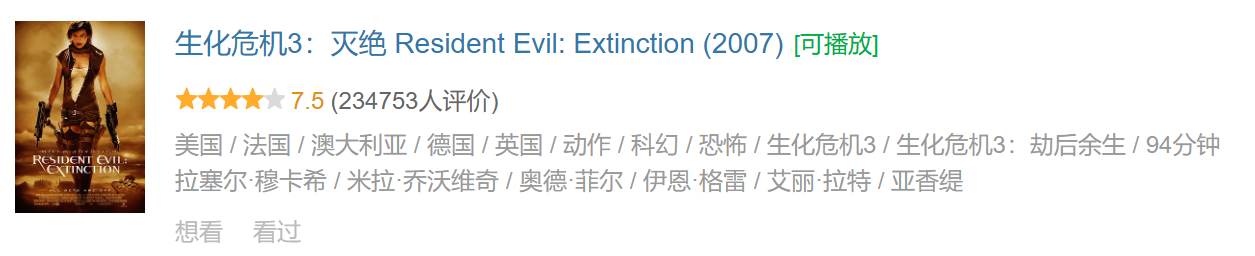 生化危机3：灭绝 Resident Evil: Extinction (2007) [可播放]
7.5 (234753人评价)
美国 / 法国 / 澳大利亚 / 德国 / 英国 / 动作 / 科幻 / 恐怖 / 生化危机3 / 生化危机3：劫后余生 / 94分钟
拉塞尔·穆卡希 / 米拉·乔沃维奇 / 奥德·菲尔 / 伊恩·格雷 / 艾丽·拉特 / 亚香缇
想看 看过
RESIDENT EVIL:
EXTINCTION